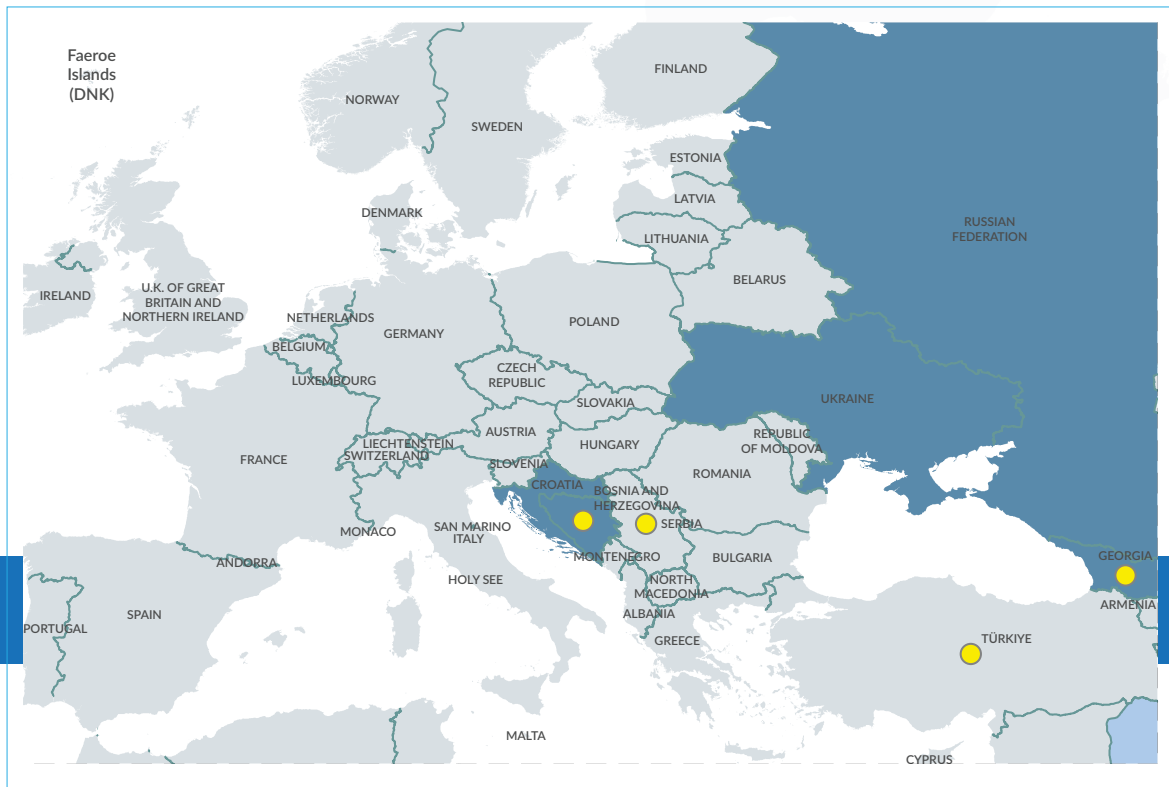 Faeroe
Islands
(DNK)
FINLAND
NORWAY
SWEDEN
ESTONIA
LATVIA
DENMARK
LITHUANIA
RUSSIAN
FEDERATION
BELARUS
IRELAND
U.K. OF GREAT
BRITAIN AND
NORTHERN IRELAND
NETHERLANDS
POLAND
GERMANY
BELGIUM
LUXEMBOURG
CZECH
REPUBLIC
SLOVAKIA
UKRAINE
AUSTRIA
REPUBLIC
OF MOLDOVA
LIECHTENSTEIN
SWITZERLAND
HUNGARY
FRANCE
SLOVENIA
ROMANIA
CROATIA
BOSNIA AND
HERZEGOVINA
SERBIA
MONACO
SAN MARINO
ITALY
MONTENEGRO
BULGARIA
GEORGIA
ANDORRA
HOLY SEE
NORTH
MACEDONIA
ARMENIA
SPAIN
ALBANIA
PORTUGAL
GREECE
TÜRKIYE
MALTA
CYPRUS